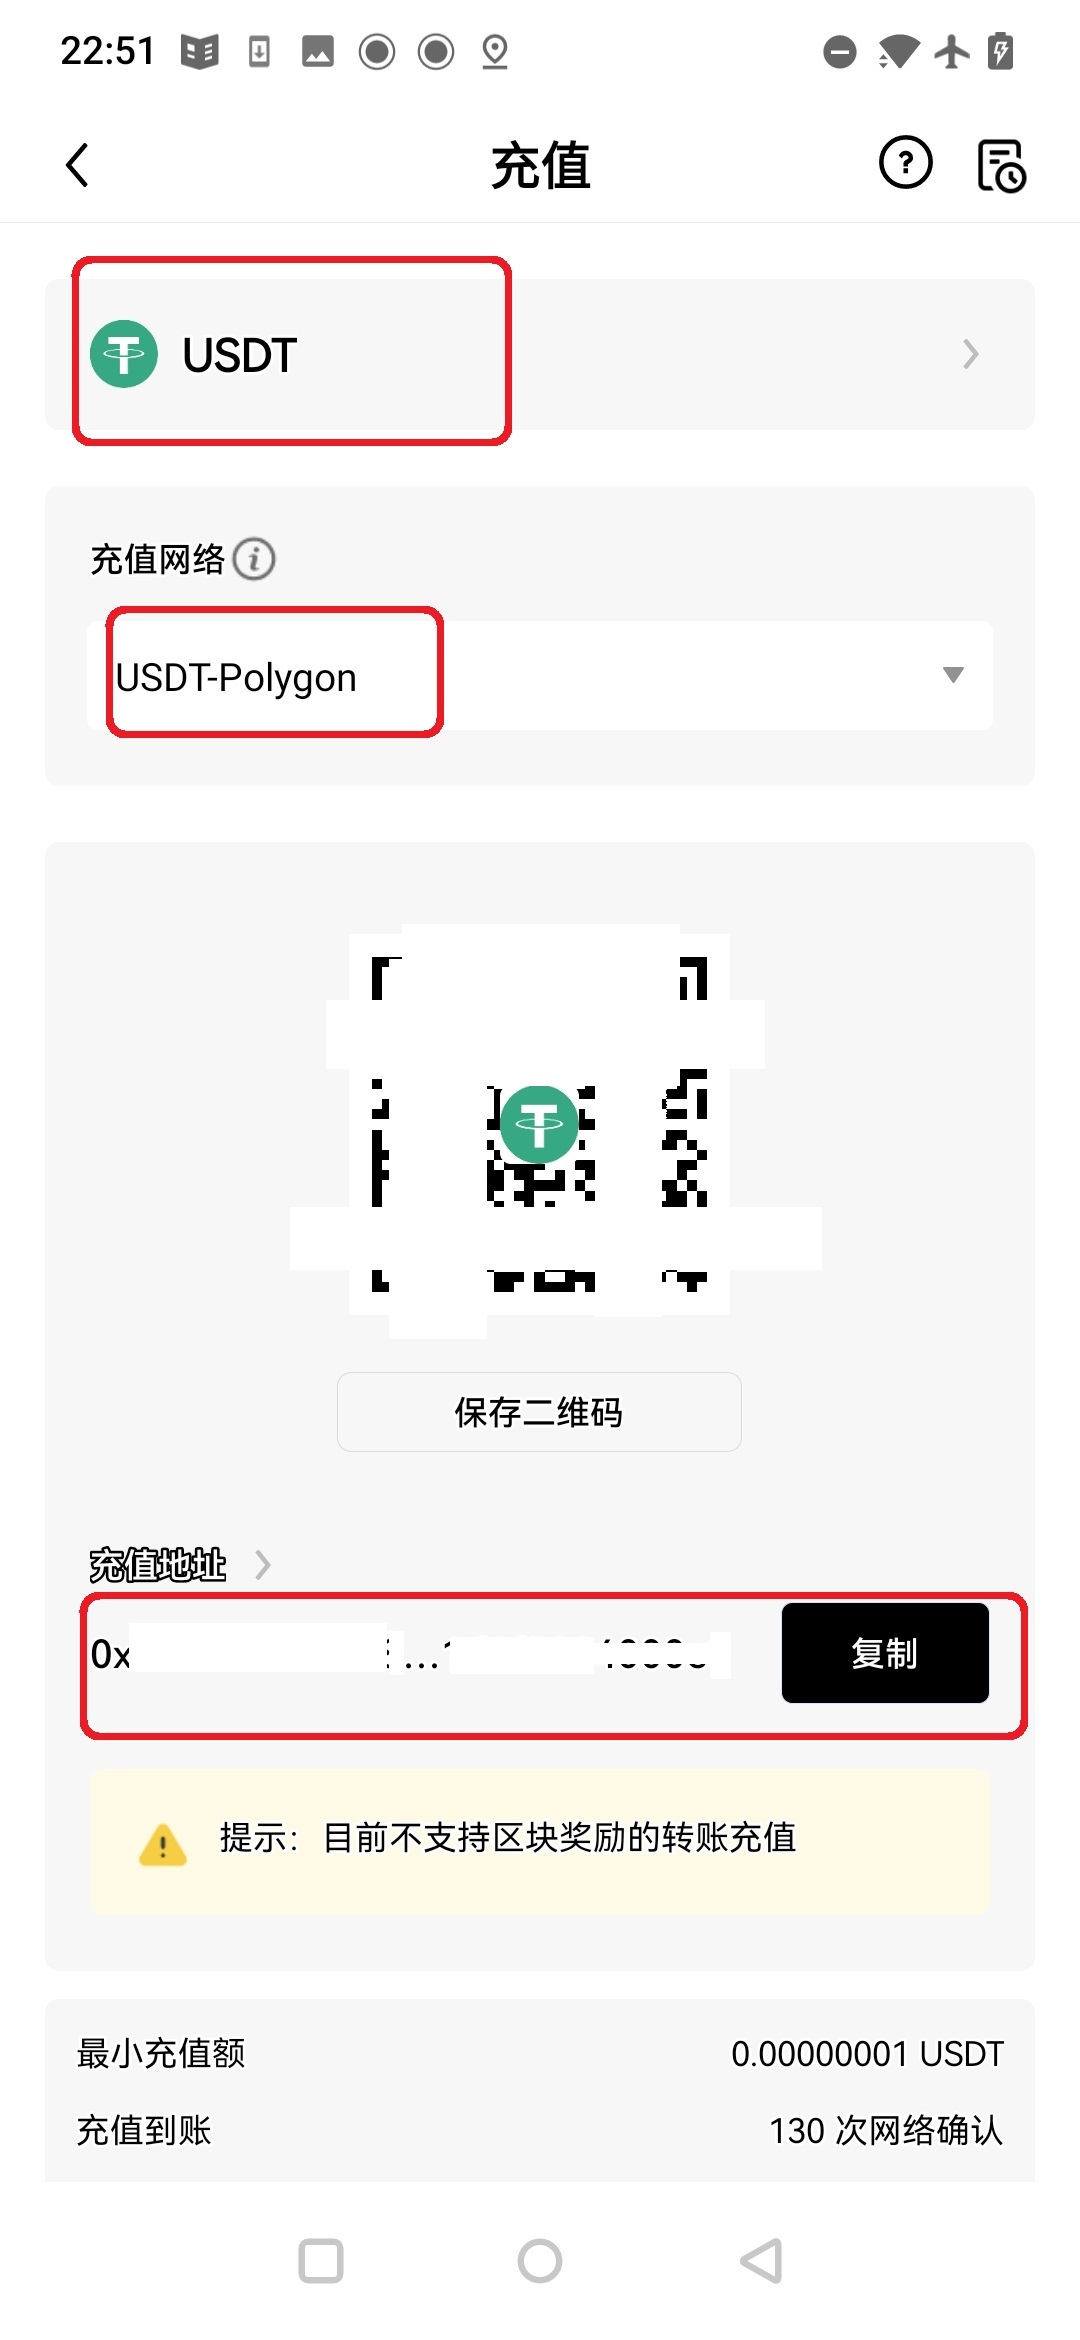 22:51
充值
USDT
充值网络
USDT-Polygon
保存二维码
充值地址
0x
复制
提示：目前不支持区块奖励的转账充值
最小充值额
0.00000001 USDT
充值到账
130 次网络确认